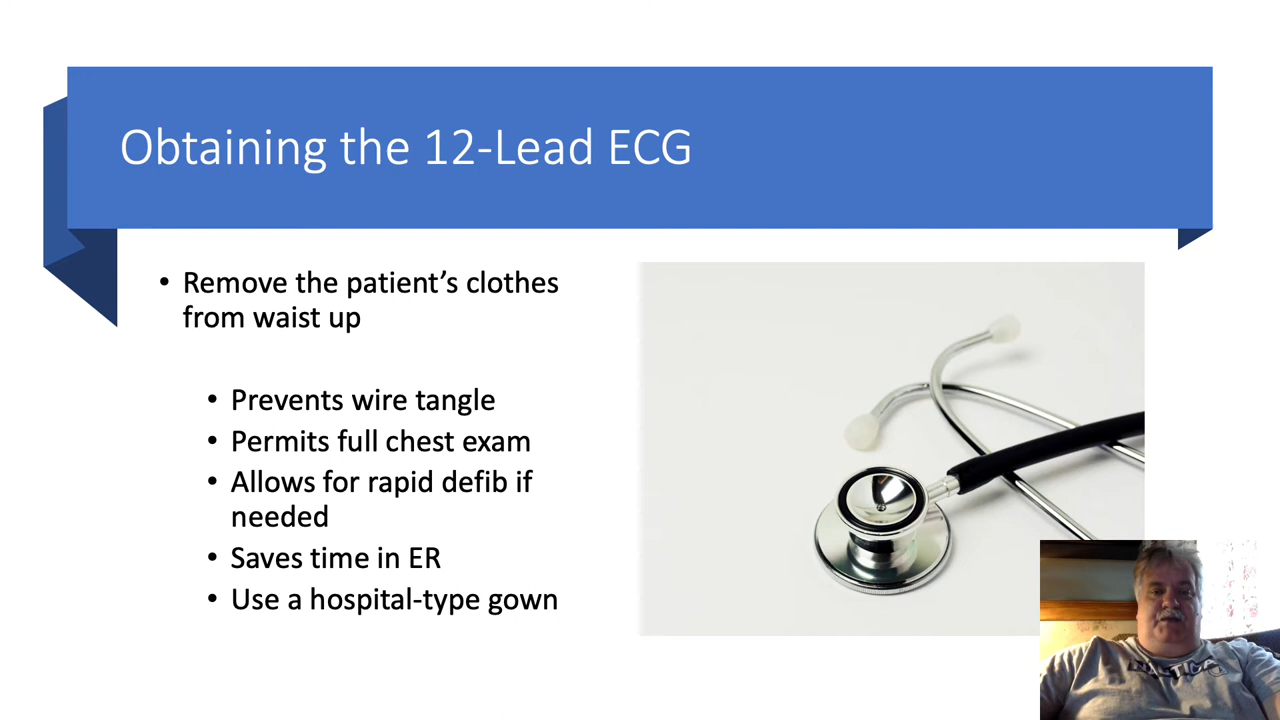 Obtaining the 12-Lead ECG
• Remove the patient’s clothes
from waist up
• Prevents wire tangle
• Permits full chest exam
• Allows for rapid defib if
needed
• Saves time in ER
• Use a hospital-type gown